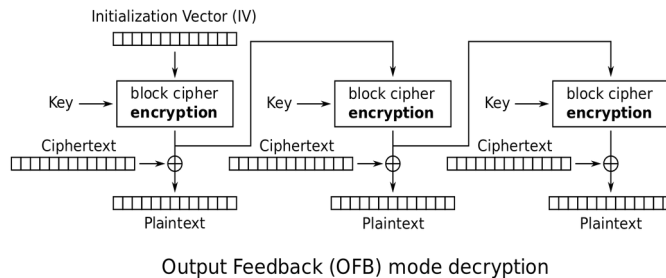 Initialization Vector (IV)
Key
block cipher
encryption
Key
block cipher
encryption
Key
block cipher
encryption
Ciphertext
Ciphertext
Ciphertext
Plaintext
Plaintext
Plaintext
Output Feedback (OFB) mode decryption